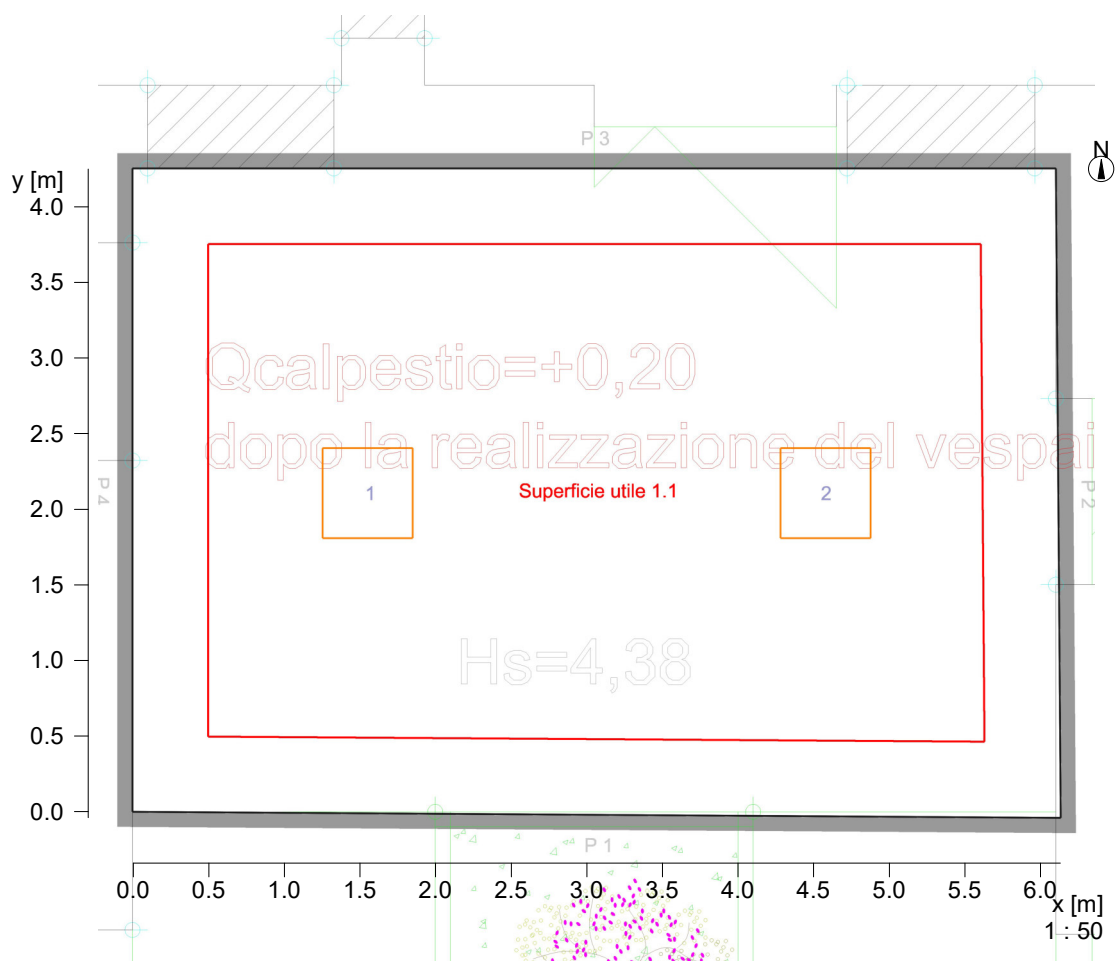 P 3
N
y [m]
4.0
3.5
3.0
2.5
2.0
1.5
1.0
0.5
0.0
Qcalpestio=+0,20
dopo la realizzazione del vespai
1
Superficie utile 1.1
2
P 4
P 2
Hs=4,38
P 1
0.0 0.5 1.0 1.5 2.0 2.5 3.0 3.5 4.0 4.5 5.0 5.5 6.0
x [m]
1 : 50